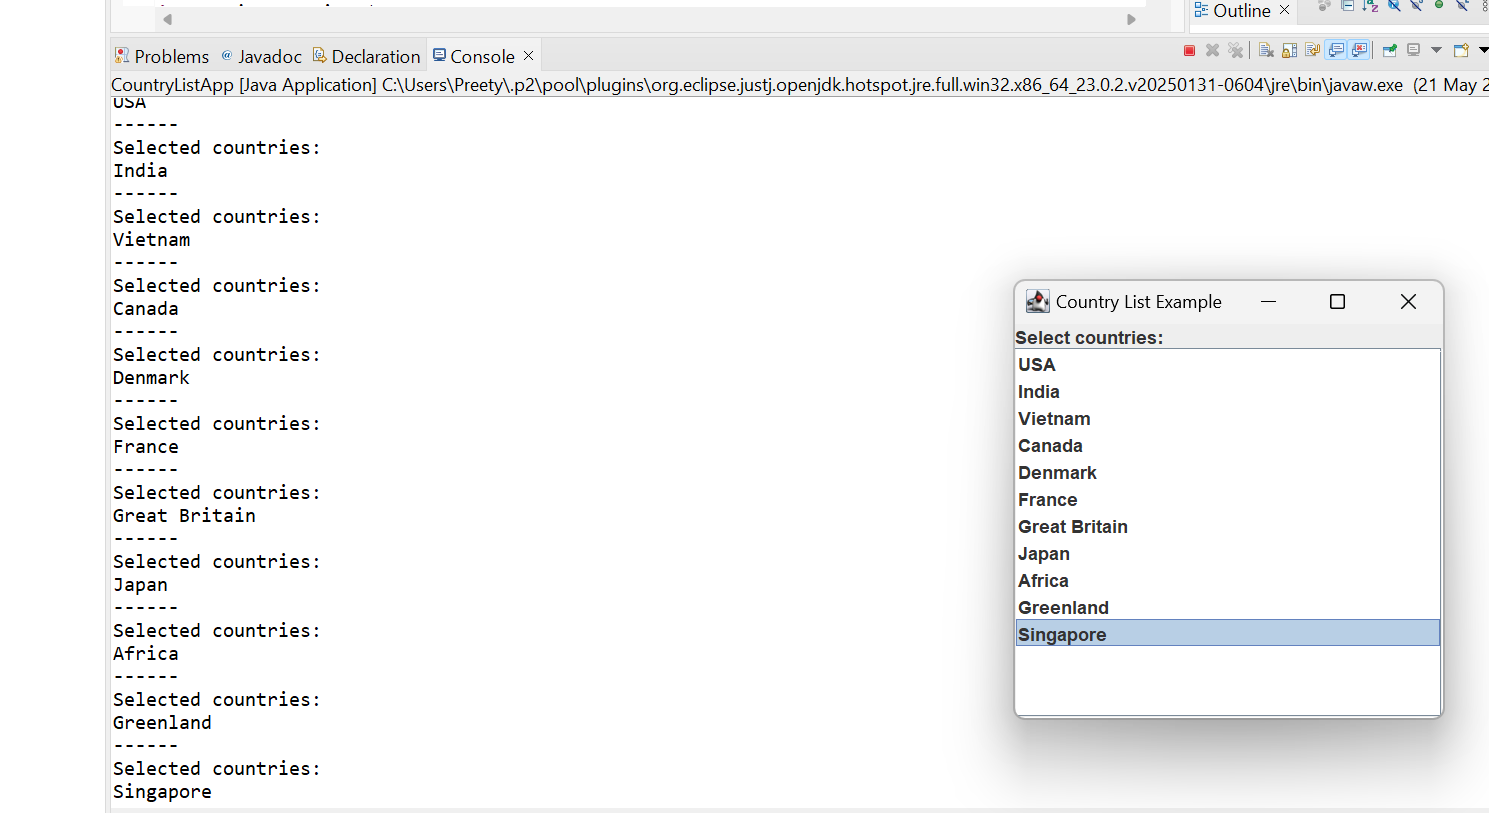 Outline
Problems @ Javadoc Declaration Console
CountryListApp [Java Application] C:\Users\Preety\.p2\pool\plugins\org.eclipse.justj.openjdk.hotspot.jre.full.win32.x86_64_23.0.2.v20250131-0604\jre\bin\javaw.exe (21 May 2
USA
------
Selected countries:
India
------
Selected countries:
Vietnam
------
Selected countries:
Canada
------
Selected countries:
Denmark
------
Selected countries:
France
------
Selected countries:
Great Britain
------
Selected countries:
Japan
------
Selected countries:
Africa
------
Selected countries:
Greenland
------
Selected countries:
Singapore
Country List Example
Select countries:
USA
India
Vietnam
Canada
Denmark
France
Great Britain
Japan
Africa
Greenland
Singapore